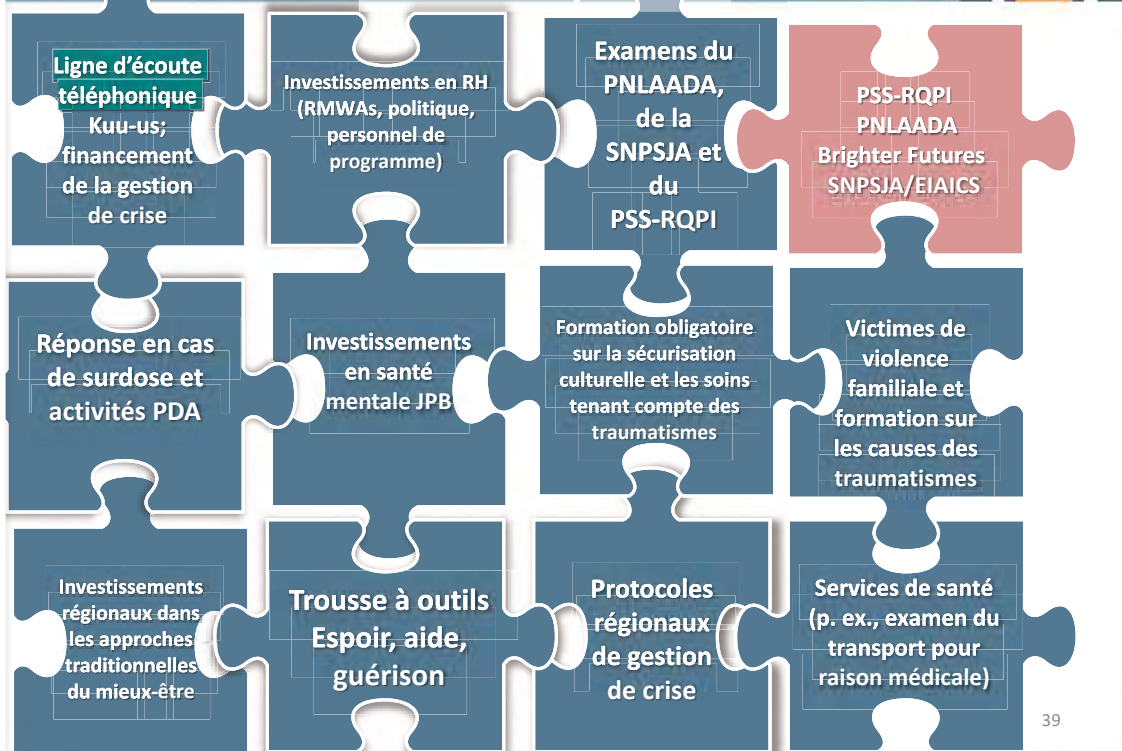 Ligne d'écoute
téléphonique
Kuu-us;
financement
de la gestion
de crise
Investissements en RH
(RMWAs, politique,
personnel de
programme)
Examens du
PNLAADA,
de la
SNPSJA et
du
PSS-RQPI
PSS-RQPI
PNLAADA
Brighter Futures
SNPSJA/EIAICS
Réponse en cas
de surdose et
activités PDA
Investissements
en santé
mentale JPB
Formation obligatoire
sur la sécurisation
culturelle et les soins
tenant compte des
traumatismes
Victimes de
violence
familiale et
formation sur
les causes des
traumatismes
Investissements
régionaux dans
les approches
traditionnelles
du mieux-être
Trousse à outils
Espoir, aide,
guérison
Protocoles
régionaux
de gestion
de crise
Services de santé
(p. ex., examen du
transport pour
raison médicale)
39